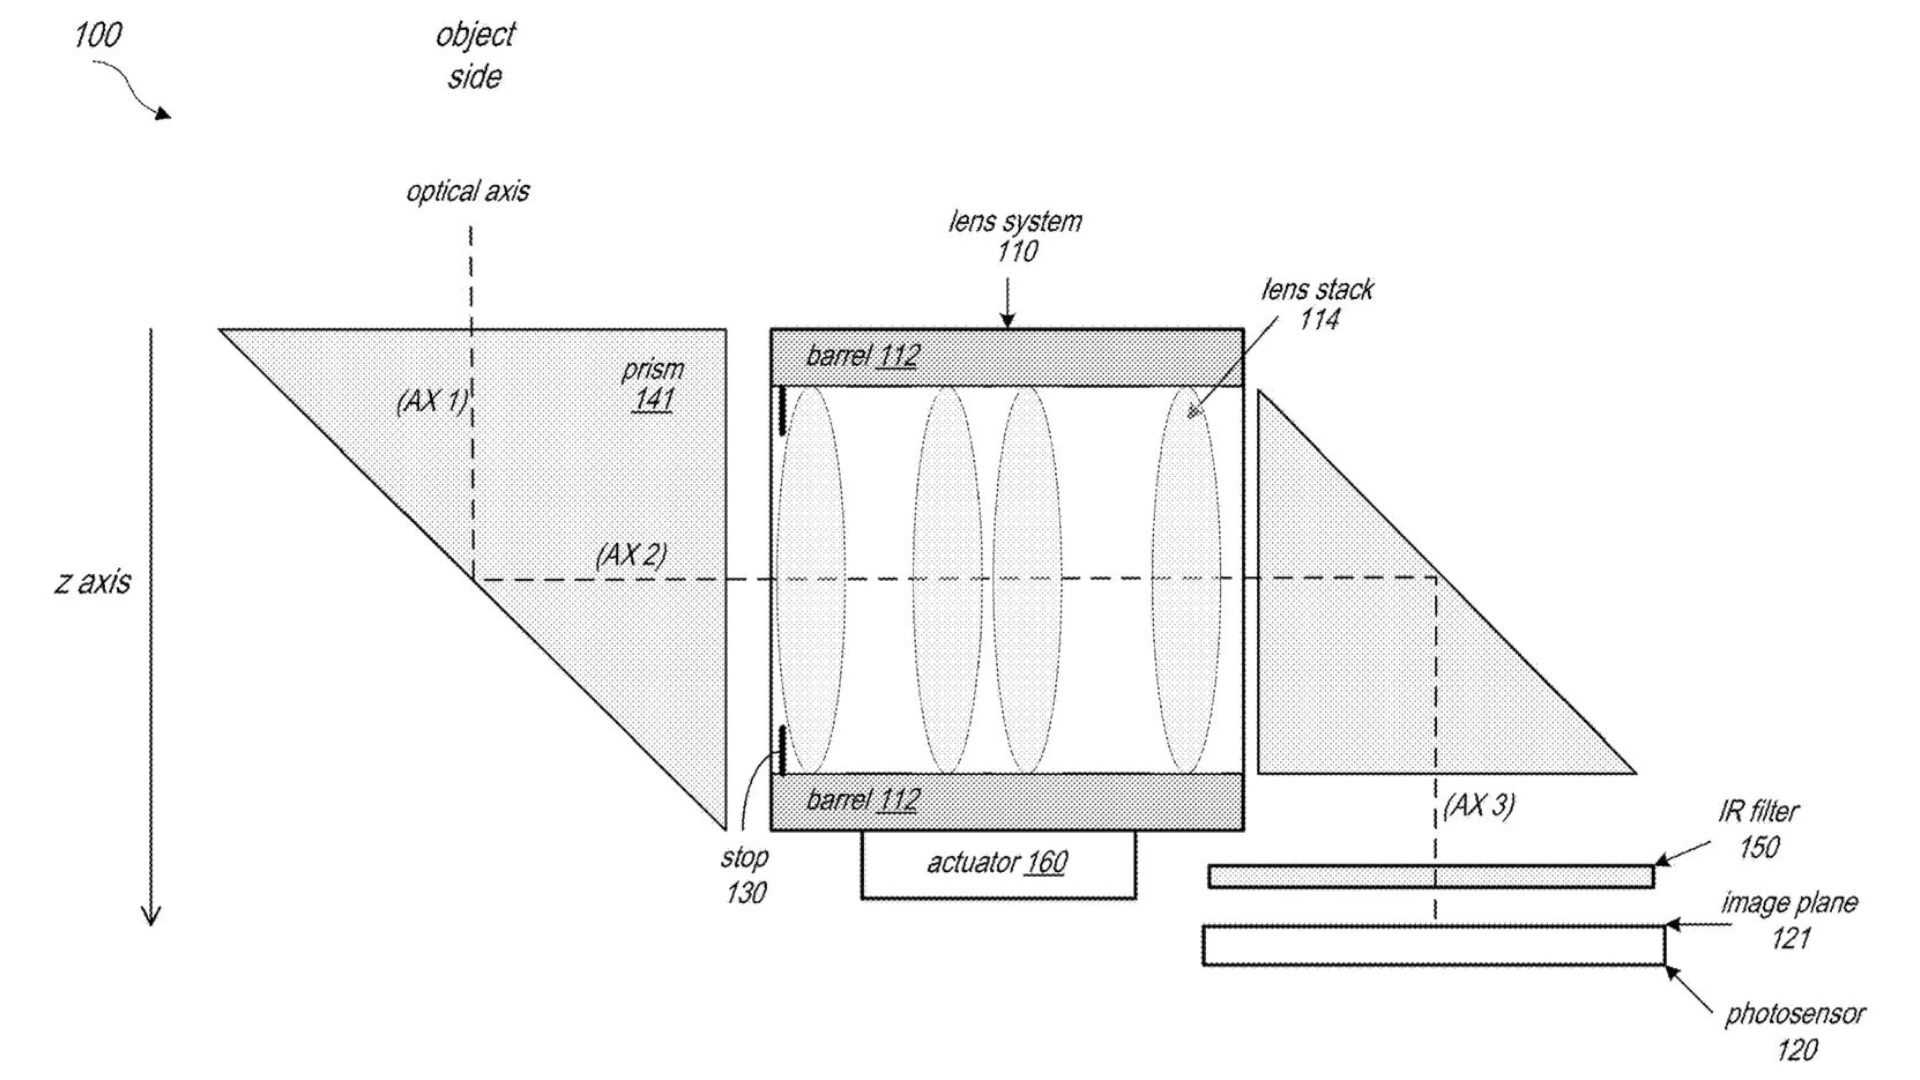 100
object
side
optical axis
lens system
110
lens stack
114
barrel 112
prism
141
(AX 1)
(AX 2)
z axis
barrel 112
(AX 3)
IR filter
150
stop
130
actuator 160
image plane
121
photosensor
120